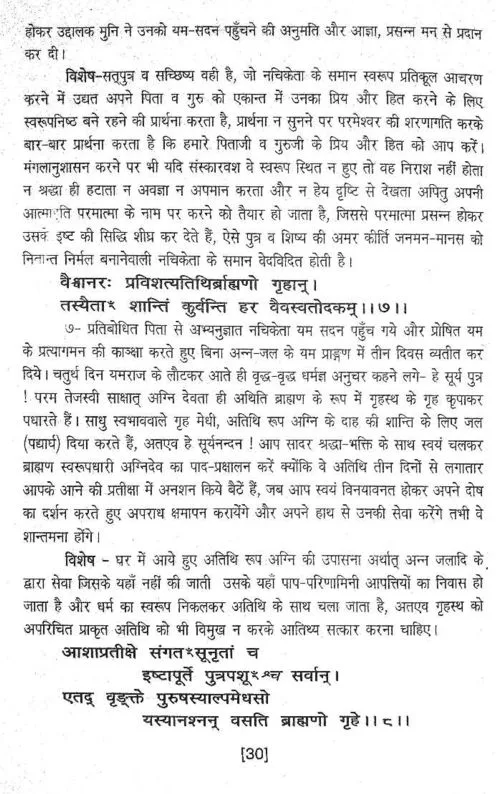 होकर उद्दालक मुनि ने उनको यम-सदन पहुँचने की अनुमति और आज्ञा, प्रसन्न मन से प्रदान
कर दी।
विशेष-सत्पुत्र व सच्छिष्य वही है, जो नचिकेता के समान स्वरूप प्रतिकूल आचरण
करने में उद्यत अपने पिता व गुरु को एकान्त में उनका प्रिय और हित करने के लिए
स्वरूपनिष्ठ बने रहने की प्रार्थना करता है, प्रार्थना न सुनने पर परमेश्वर की शरणागति करके
बार-बार प्रार्थना करता है कि हमारे पिताजी व गुरुजी के प्रिय और हित को आप करें।
मंगलानुशासन करने पर भी यदि संस्कारवश वे स्वरूप स्थित न हुए तो वह निराश नहीं होता
न श्रद्धा ही हटाता न अवज्ञा न अपमान करता और न हेय दृष्टि से देखता अपितु अपनी
परमात्मा के नाम पर करने को तैयार हो जाता है, जिससे परमात्मा प्रसन्न होकर
उसके इष्ट की सिद्धि शीघ्र कर देते हैं, ऐसे पुत्र व शिष्य की अमर कीर्ति जनमन-मानस को
नितान्त निर्मल बनानेवाली नचिकेता के समान वेदविदित होती है।
वैश्वानरः प्रविशत्यतिथिर्ब्राह्मणो गृहान्।
तस्यैताꣳ शान्तिं कुर्वन्ति हर वैवस्वतोदकम्।।७।।
७- प्रतिबोधित पिता से अभ्यनुज्ञात नचिकेता यम सदन पहुँच गये और प्रोषित यम
के प्रत्यागमन की काङ्क्षा करते हुए बिना अन्न-जल के यम प्राङ्गण में तीन दिवस व्यतीत कर
दिये। चतुर्थ दिन यमराज के लौटकर आते ही वृद्ध-वृद्ध धर्मज्ञ अनुचर कहने लगे- हे सूर्य पुत्र
! परम तेजस्वी साक्षात् अग्नि देवता ही अथिति ब्राह्मण के रूप में गृहस्थ के गृह कृपाकर
पधारते हैं। साधु स्वभाववाले गृह मेधी, अतिथि रूप अग्नि के दाह की शान्ति के लिए जल
(पद्यार्घ) दिया करते हैं, अतएव हे सूर्यनन्दन ! आप सादर श्रद्धा-भक्ति के साथ स्वयं चलकर
ब्राह्मण स्वरूपधारी अग्निदेव का पाद-प्रक्षालन करें क्योंकि वे अतिथि तीन दिनों से लगातार
आपके आने की प्रतीक्षा में अनशन किये बैठें हैं, जब आप स्वयं विनयावनत होकर अपने दोष
का दर्शन करते हुए अपराध क्षमापन करायेंगे और अपने हाथ से उनकी सेवा करेंगे तभी वे
शान्तमना होंगे।
विशेष - घर में आये हुए अतिथि रूप अग्नि की उपासना अर्थात् अन्न जलादि के
द्वारा सेवा जिसके यहाँ नहीं की जाती उसके यहाँ पाप-परिणामिनी आपत्तियों का निवास हो
जाता है और धर्म का स्वरूप निकलकर अतिथि के साथ चला जाता है, अतएव गृहस्थ को
अपरिचित प्राकृत अतिथि को भी विमुख न करके आतिथ्य सत्कार करना चाहिए।
आशाप्रतीक्षे संगतꣳसूनृतां च
इष्टापूर्ते पुत्रपशूꣳश्च सर्वान्।
एतद् वृङ्क्ते पुरुषस्याल्पमेधसो
यस्यानश्नन् वसति ब्राह्मणो गृहे।।८।।
[30]